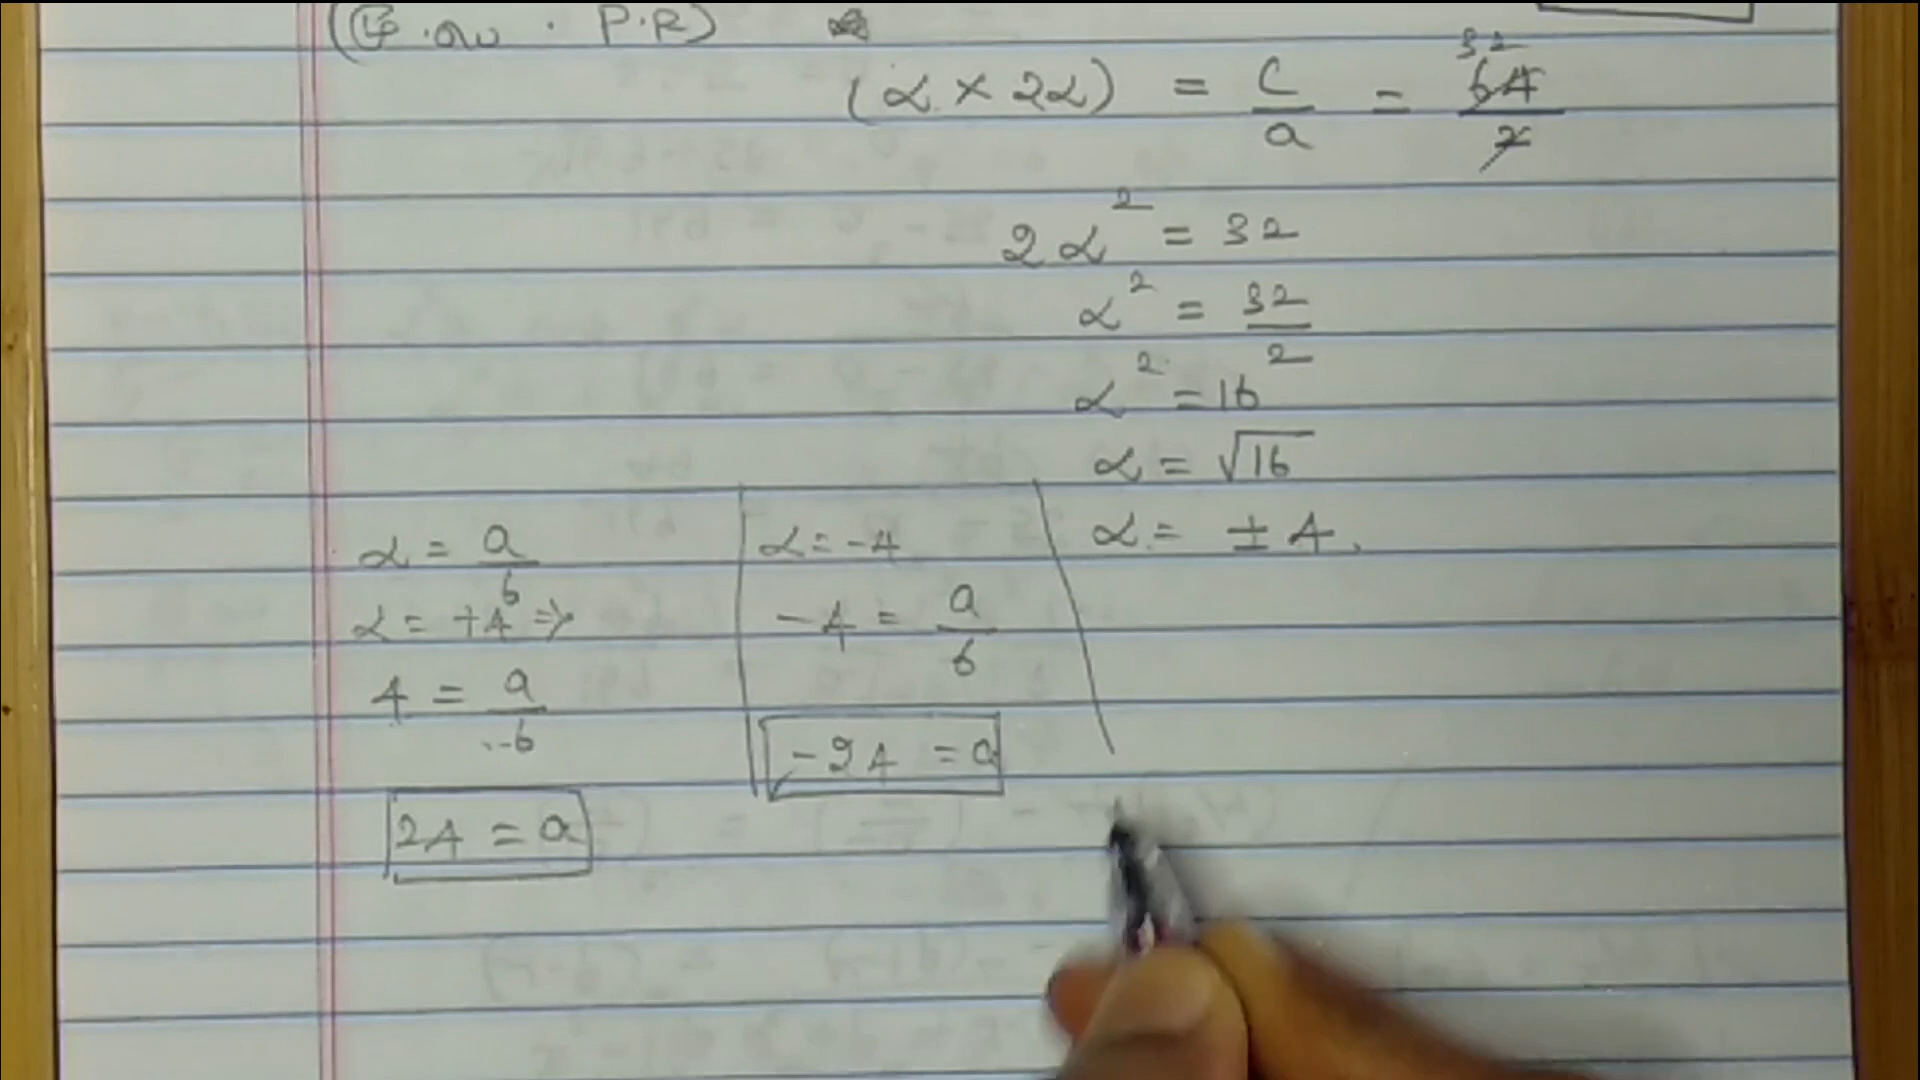 P.R)
(α × 2α) = C/a = 32 64/2
2α² = 32
α² = 32/2
α² = 16
α = √16
α = ± 4.
α = a/6
α = +4 ⇒
4 = a/6
24 = a
α = -4
-4 = a/6
-24 = a